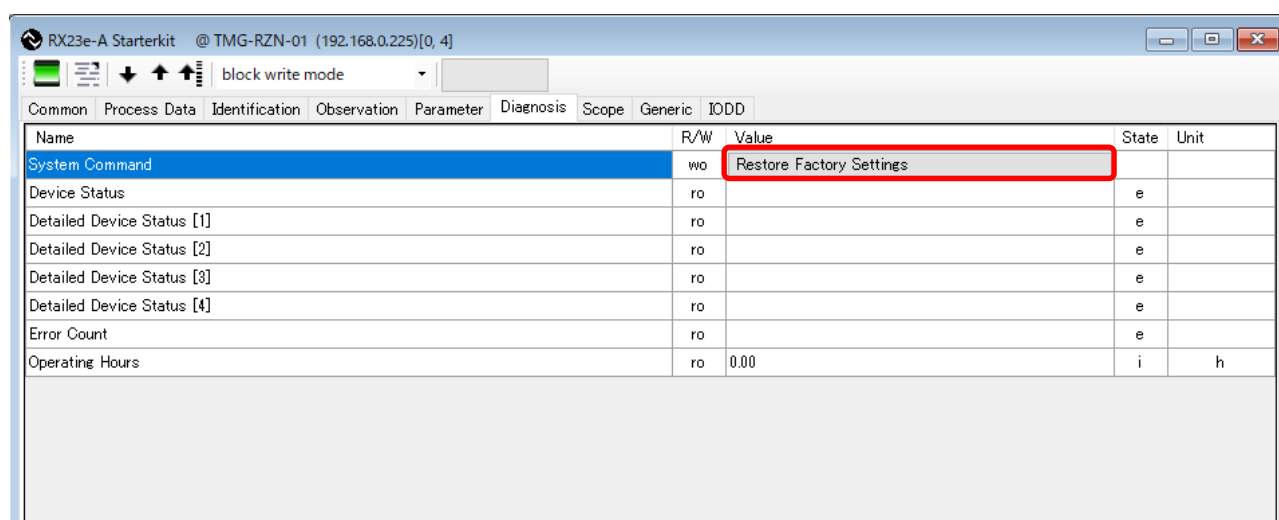 RX23e-A Starterkit @ TMG-RZN-01 (192.168.0.225)[0, 4]
block write mode
Common Process Data Identification Observation Parameter Diagnosis Scope Generic IODD
Name R/W Value State Unit
System Command wo Restore Factory Settings
Device Status ro e
Detailed Device Status [1] ro e
Detailed Device Status [2] ro e
Detailed Device Status [3] ro e
Detailed Device Status [4] ro e
Error Count ro e
Operating Hours ro 0.00 i h